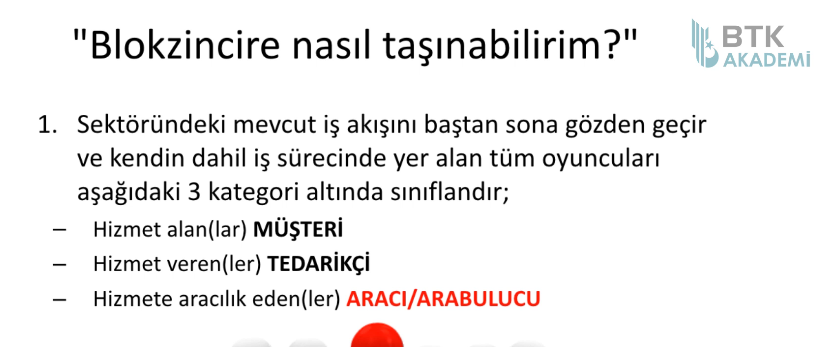 "Blokzincire nasıl taşınabilirim?"
BTK
AKADEMİ
1. Sektöründeki mevcut iş akışını baştan sona gözden geçir
ve kendin dahil iş sürecinde yer alan tüm oyuncuları
aşağıdaki 3 kategori altında sınıflandır;
– Hizmet alan(lar) MÜŞTERİ
– Hizmet veren(ler) TEDARİKÇİ
– Hizmete aracılık eden(ler) ARACI/ARABULUCU